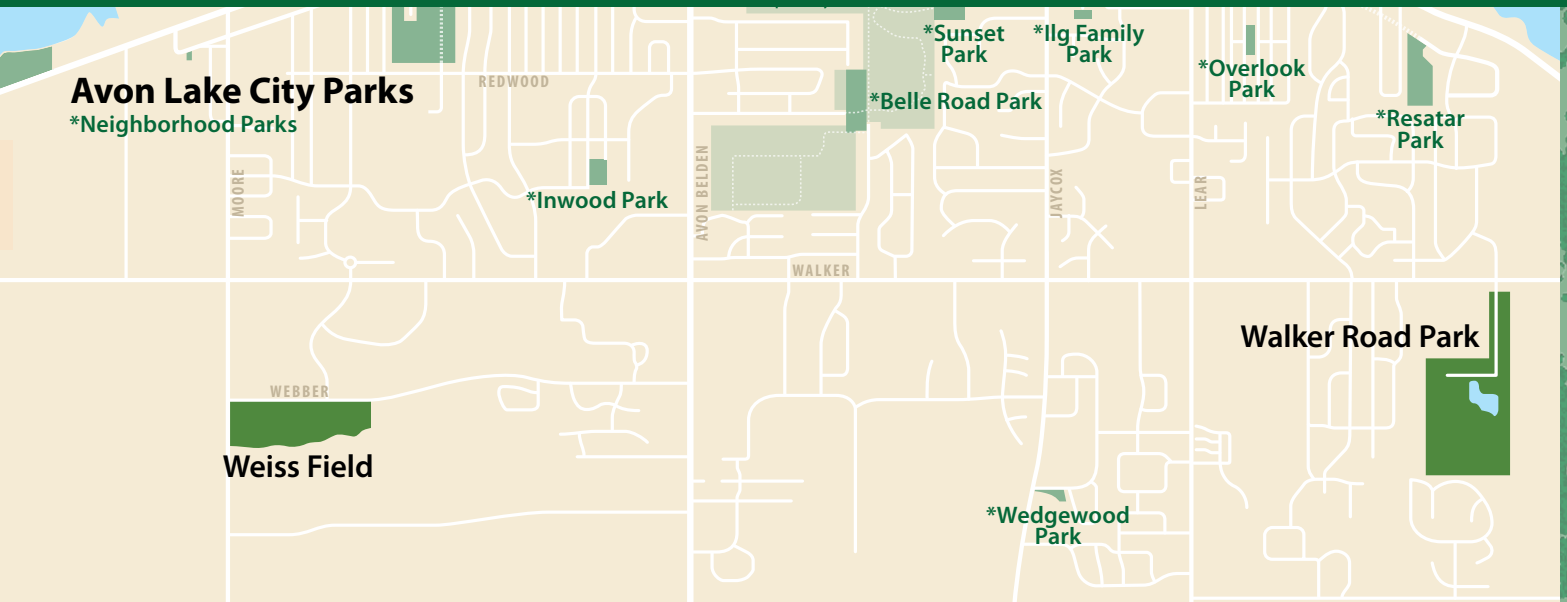 Avon Lake City Parks
*Neighborhood Parks
REDWOOD
*Sunset
Park
*Ilg Family
Park
*Overlook
Park
*Belle Road Park
*Resatar
Park
MOORE
*Inwood Park
AVON BELDEN
JAYCOX
LEAR
WALKER
Walker Road Park
WEBBER
Weiss Field
*Wedgewood
Park